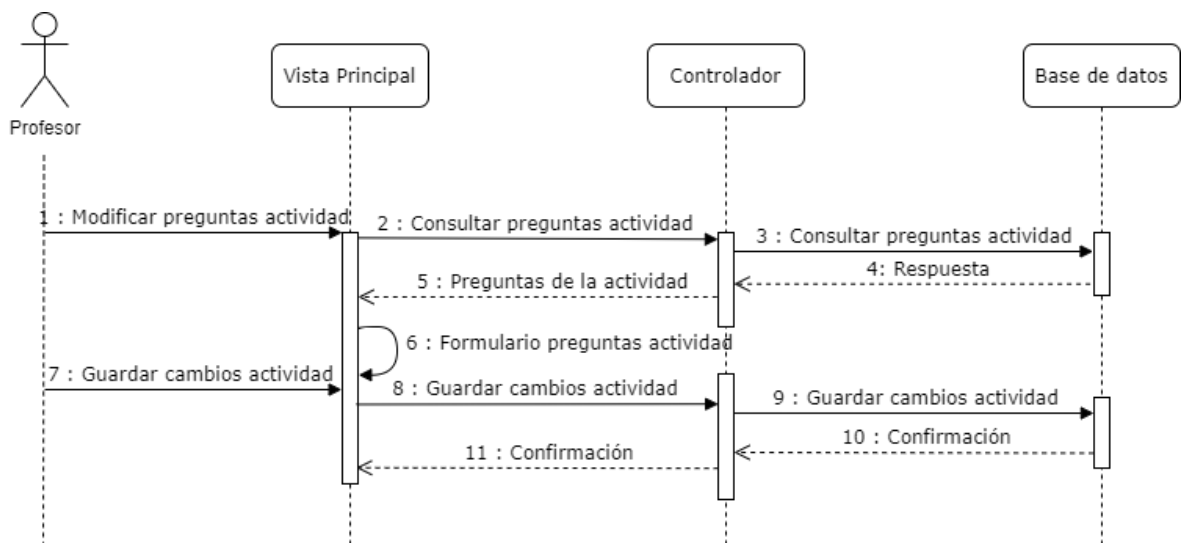 Profesor
Vista Principal
Controlador
Base de datos
1 : Modificar preguntas actividad
2 : Consultar preguntas actividad
3 : Consultar preguntas actividad
4: Respuesta
5 : Preguntas de la actividad
6 : Formulario preguntas actividad
7 : Guardar cambios actividad
8 : Guardar cambios actividad
9 : Guardar cambios actividad
10 : Confirmación
11 : Confirmación